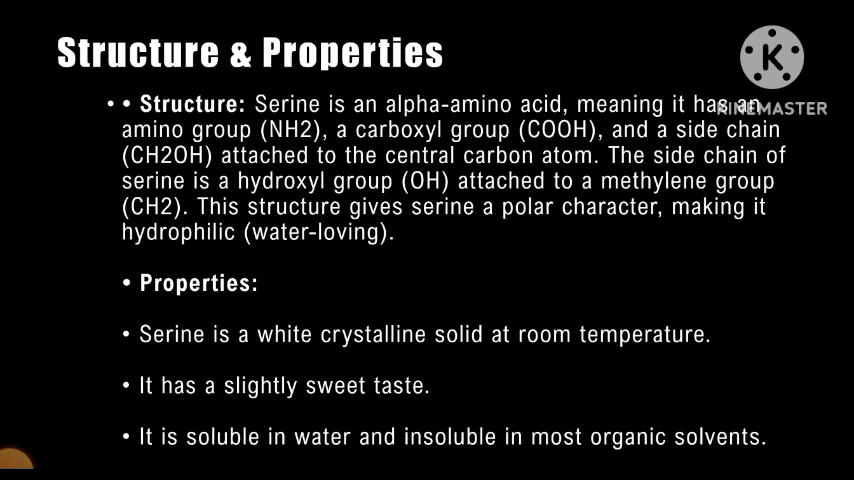 Structure & Properties
K
KINEMASTER
• • Structure: Serine is an alpha-amino acid, meaning it has an
amino group (NH2), a carboxyl group (COOH), and a side chain
(CH2OH) attached to the central carbon atom. The side chain of
serine is a hydroxyl group (OH) attached to a methylene group
(CH2). This structure gives serine a polar character, making it
hydrophilic (water-loving).
• Properties:
• Serine is a white crystalline solid at room temperature.
• It has a slightly sweet taste.
• It is soluble in water and insoluble in most organic solvents.